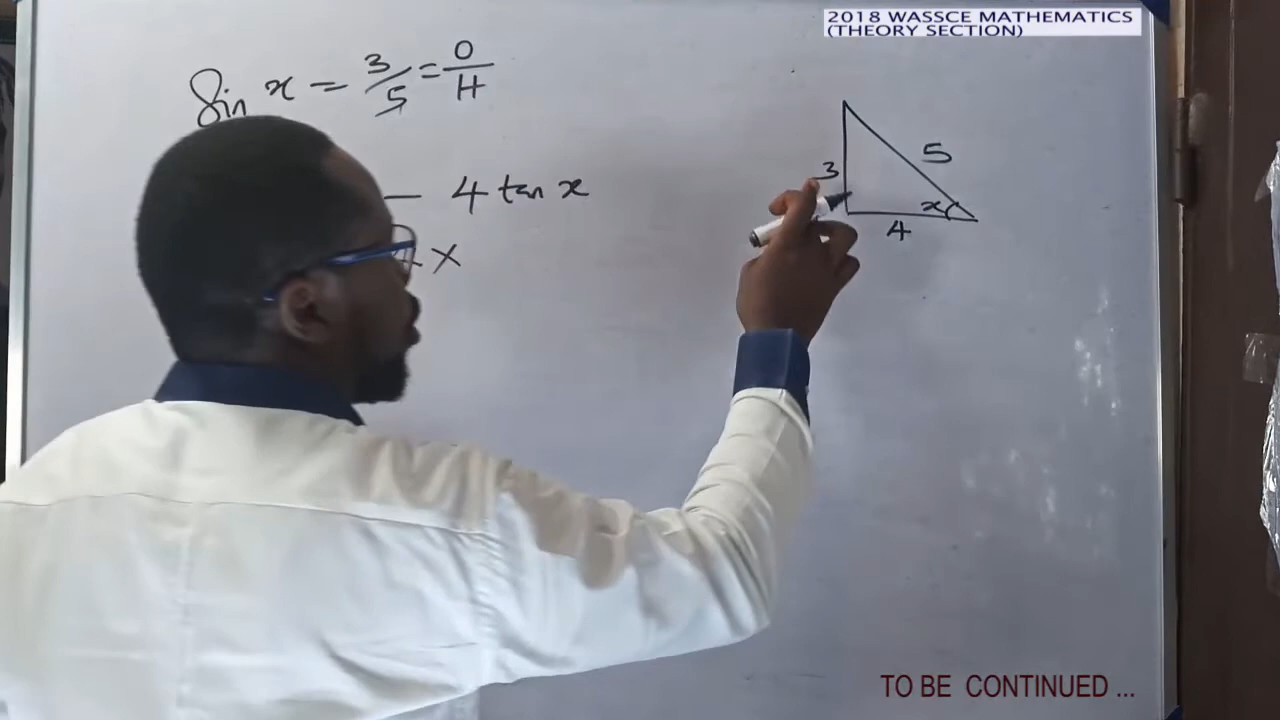 2018 WASSCE MATHEMATICS
(THEORY SECTION)
Sin x = 3/5 = O/H
— 4 tan x
x
3
5
x
4
TO BE CONTINUED ...